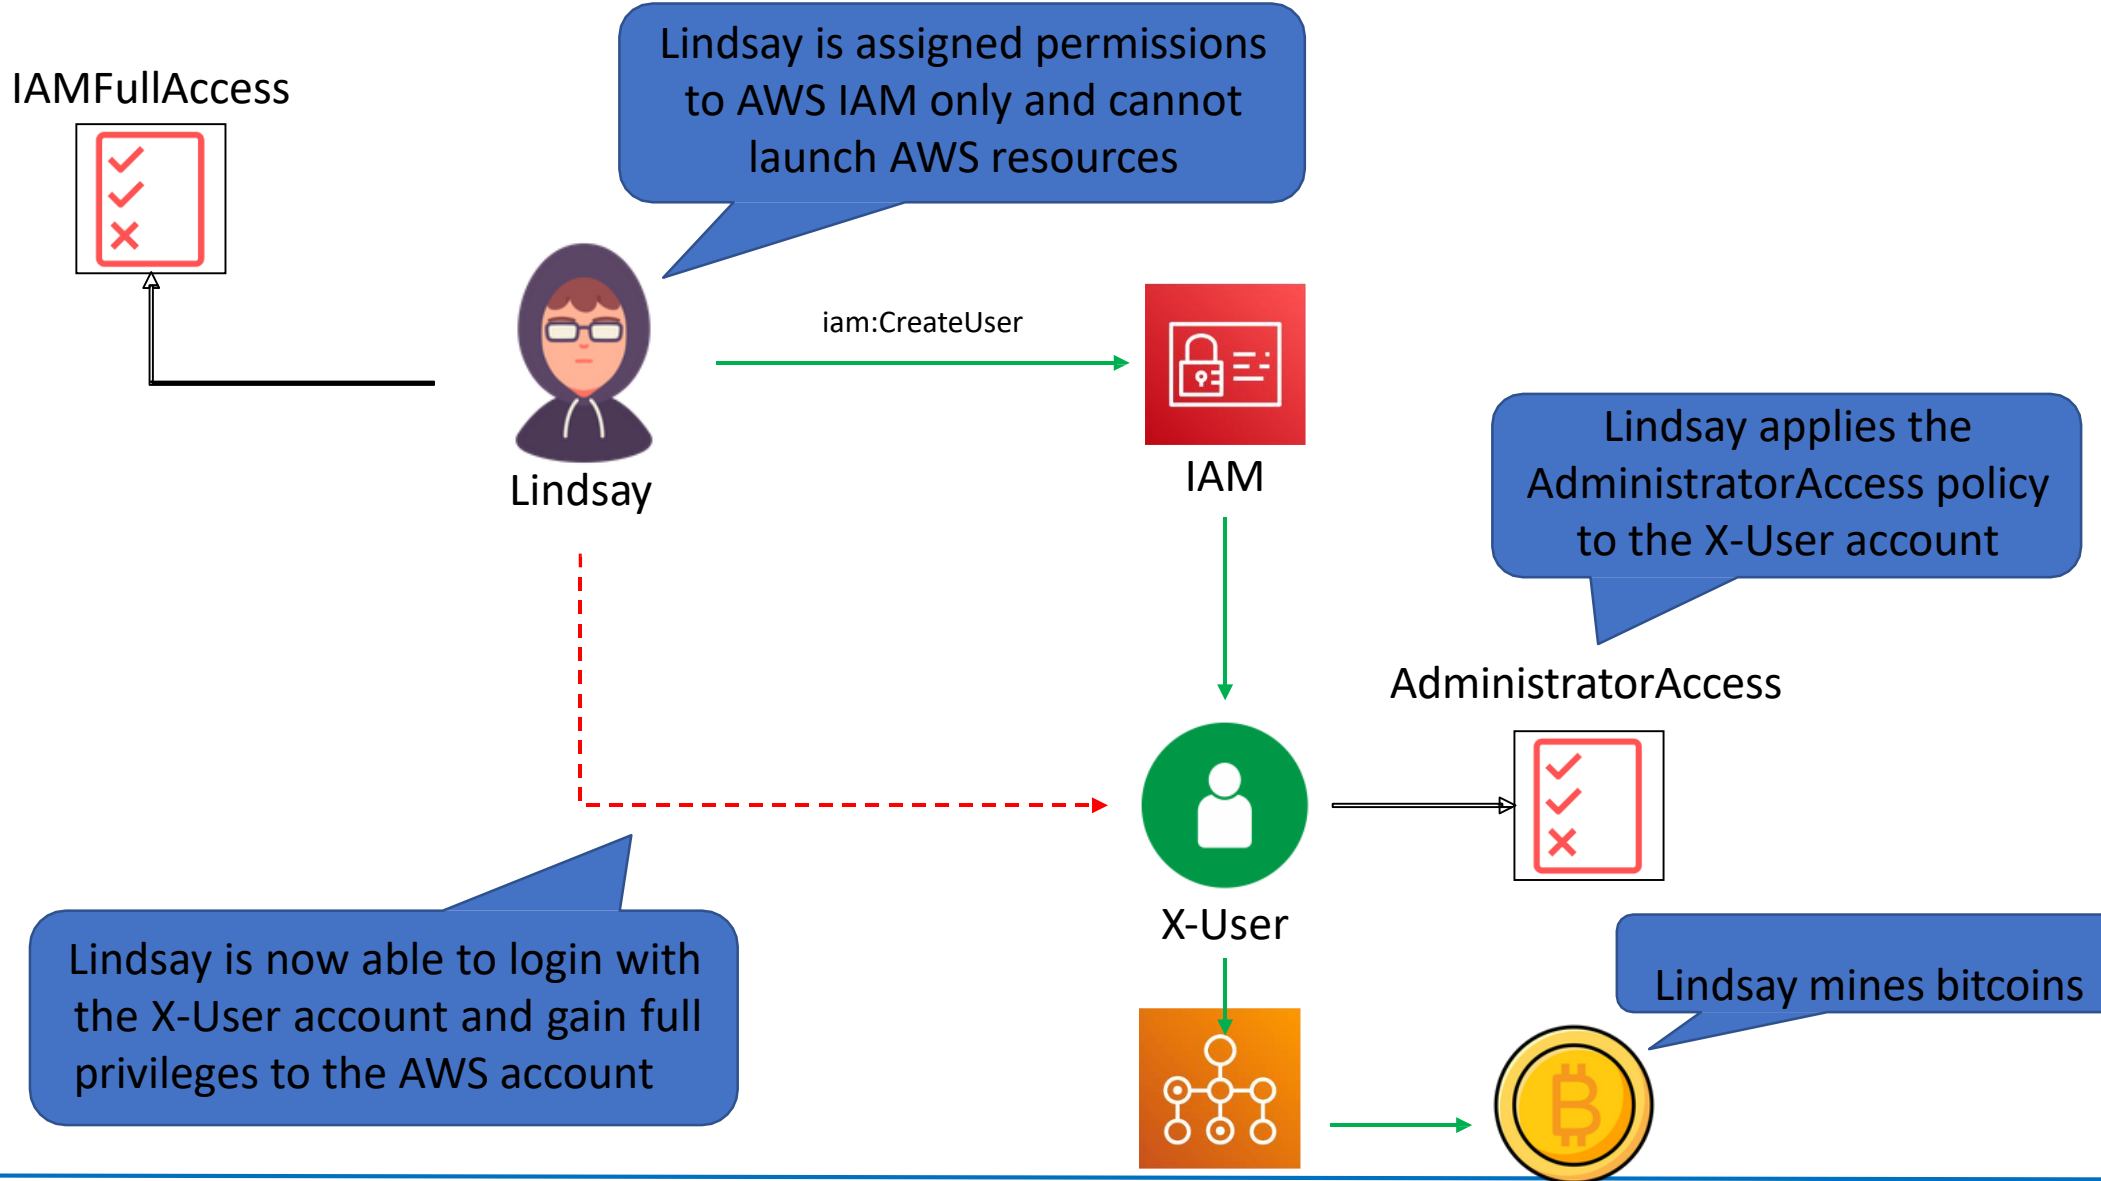 Lindsay is assigned permissions
to AWS IAM only and cannot
launch AWS resources
IAMFullAccess
iam:CreateUser
Lindsay
IAM
Lindsay applies the
AdministratorAccess policy
to the X-User account
AdministratorAccess
X-User
Lindsay is now able to login with
the X-User account and gain full
privileges to the AWS account
Lindsay mines bitcoins